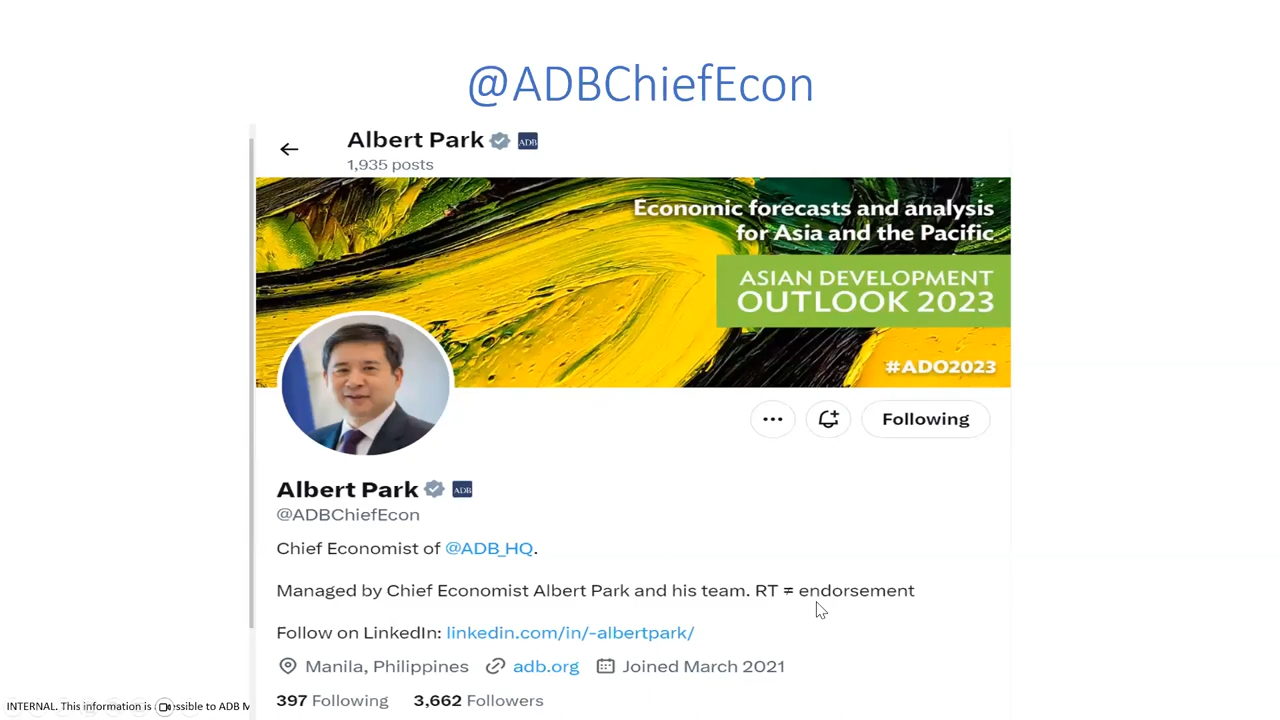 @ADBChiefEcon
Albert Park ADB
1,935 posts
Economic forecasts and analysis
for Asia and the Pacific
ASIAN DEVELOPMENT
OUTLOOK 2023
#ADO2023
Following
Albert Park ADB
@ADBChiefEcon
Chief Economist of @ADB_HQ.
Managed by Chief Economist Albert Park and his team. RT ≠ endorsement
Follow on LinkedIn: linkedin.com/in/-albertpark/
Manila, Philippines adb.org Joined March 2021
397 Following 3,662 Followers
INTERNAL. This information is to ADB